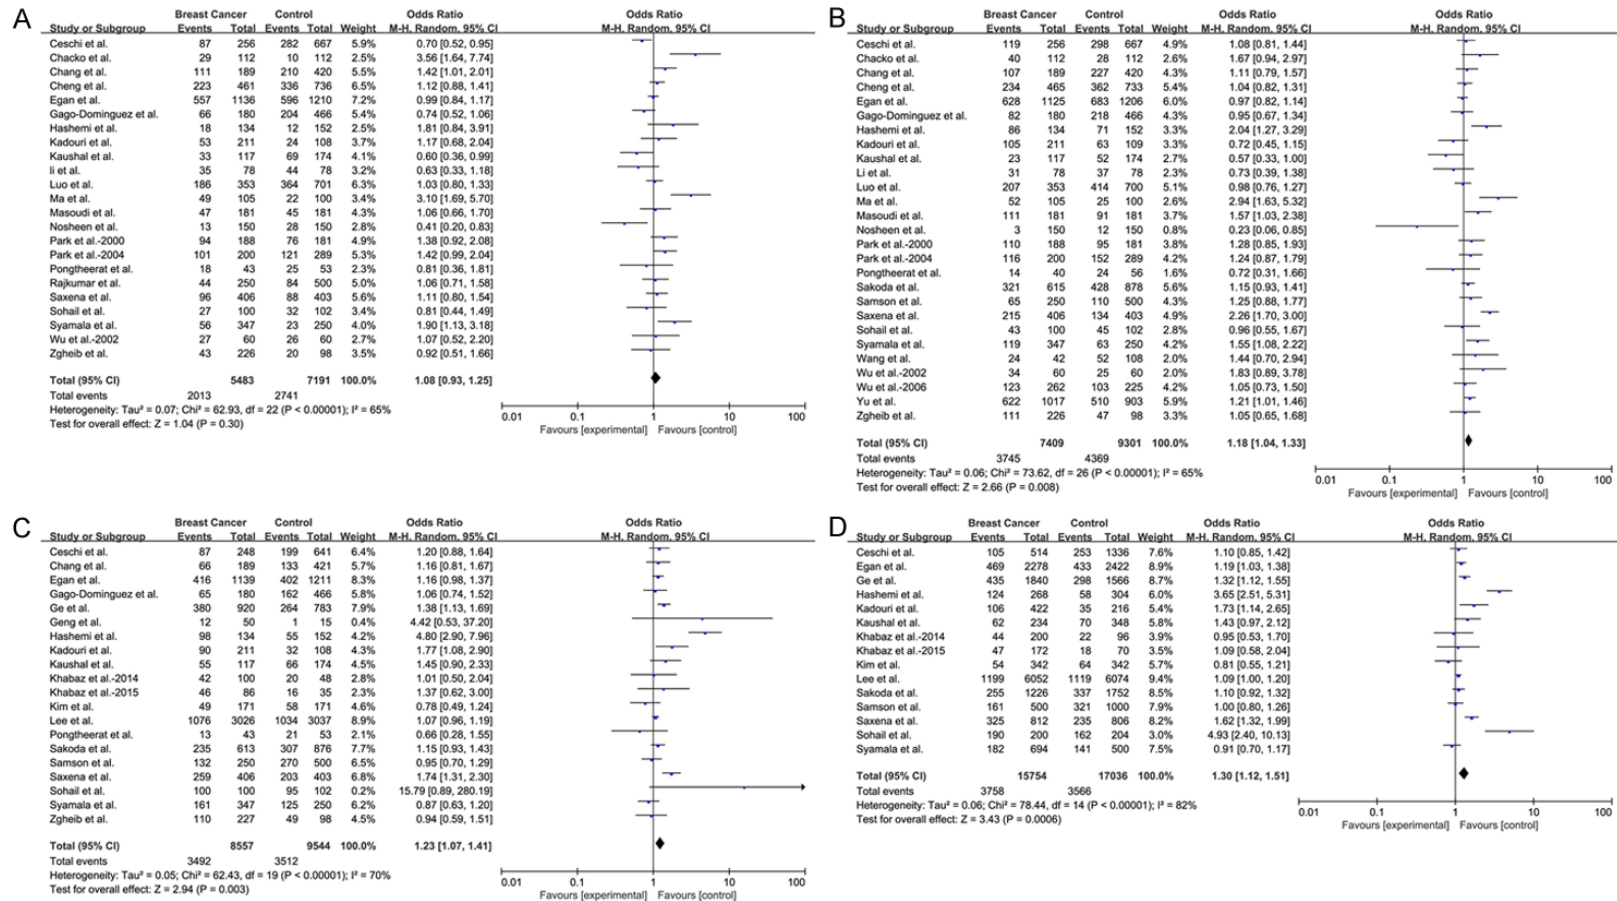 A
Breast Cancer Control Odds Ratio Odds Ratio
Study or Subgroup Events Total Events Total Weight M-H. Random. 95% CI M-H. Random. 95% CI
Ceschi et al. 87 256 282 667 5.9% 0.70 [0.52, 0.95]
Chacko et al. 29 112 10 112 2.5% 3.56 [1.64, 7.74]
Chang et al. 111 189 210 420 5.6% 1.42 [1.01, 2.01]
Cheng et al. 223 461 336 736 6.5% 1.12 [0.88, 1.41]
Egan et al. 557 1136 596 1210 7.2% 0.99 [0.84, 1.17]
Gago-Dominguez et al. 66 180 204 466 5.4% 0.74 [0.52, 1.06]
Hashemi et al. 18 134 12 152 2.5% 1.81 [0.84, 3.91]
Kadouri et al. 53 211 24 108 3.7% 1.17 [0.68, 2.04]
Kaushal et al. 33 117 69 174 4.1% 0.60 [0.36, 0.99]
li et al. 35 78 44 78 3.2% 0.63 [0.33, 1.18]
Luo et al. 186 353 364 701 6.3% 1.03 [0.80, 1.33]
Ma et al. 49 105 22 100 3.4% 3.10 [1.69, 5.70]
Masoudi et al. 47 181 45 181 4.3% 1.06 [0.66, 1.70]
Nosheen et al. 13 150 28 150 2.8% 0.41 [0.20, 0.83]
Park et al.-2000 94 188 76 181 4.9% 1.38 [0.92, 2.08]
Park et al.-2004 101 200 121 289 5.4% 1.42 [0.99, 2.04]
Pongtheerat et al. 18 43 25 53 2.3% 0.81 [0.36, 1.81]
Rajkumar et al. 44 250 84 500 5.1% 1.06 [0.71, 1.58]
Saxena et al. 96 406 88 403 5.6% 1.11 [0.80, 1.54]
Sohail et al. 27 100 32 102 3.4% 0.81 [0.44, 1.49]
Syamala et al. 56 347 23 250 4.0% 1.90 [1.13, 3.18]
Wu et al.-2002 27 60 26 60 2.7% 1.07 [0.52, 2.20]
Zgheib et al. 43 226 20 98 3.5% 0.92 [0.51, 1.66]
Total (95% CI) 5483 7191 100.0% 1.08 [0.93, 1.25]
Total events 2013 2741
Heterogeneity: Tau² = 0.07; Chi² = 62.93, df = 22 (P < 0.00001); I² = 65%
Test for overall effect: Z = 1.04 (P = 0.30)
0.01 0.1 1 10 100
Favours [experimental] Favours [control]
B
Breast Cancer Control Odds Ratio Odds Ratio
Study or Subgroup Events Total Events Total Weight M-H. Random. 95% CI M-H. Random. 95% CI
Ceschi et al. 119 256 298 667 4.9% 1.08 [0.81, 1.44]
Chacko et al. 40 112 28 112 2.6% 1.67 [0.94, 2.97]
Chang et al. 107 189 227 420 4.5% 1.11 [0.79, 1.57]
Cheng et al. 234 465 362 733 5.4% 1.04 [0.82, 1.31]
Egan et al. 628 1125 683 1206 6.0% 0.97 [0.82, 1.14]
Gago-Dominguez et al. 82 180 218 466 4.5% 0.95 [0.67, 1.34]
Hashemi et al. 86 134 71 152 3.3% 2.04 [1.27, 3.29]
Kadouri et al. 105 211 63 109 3.4% 0.72 [0.45, 1.15]
Kaushal et al. 23 117 52 174 2.7% 0.57 [0.33, 1.00]
Li et al. 31 78 37 78 2.3% 0.73 [0.39, 1.38]
Luo et al. 207 353 414 700 5.2% 0.98 [0.76, 1.27]
Ma et al. 52 105 25 100 2.5% 2.94 [1.63, 5.32]
Masoudi et al. 111 181 91 181 3.7% 1.57 [1.03, 2.38]
Nosheen et al. 3 150 12 150 0.8% 0.23 [0.06, 0.85]
Park et al.-2000 110 188 95 181 3.8% 1.28 [0.85, 1.93]
Park et al.-2004 116 200 152 289 4.3% 1.24 [0.87, 1.79]
Pongtheerat et al. 14 40 24 56 1.6% 0.72 [0.31, 1.66]
Sakoda et al. 321 615 428 878 5.6% 1.15 [0.93, 1.41]
Samson et al. 65 250 110 500 4.4% 1.25 [0.88, 1.77]
Saxena et al. 215 406 134 403 4.9% 2.26 [1.70, 3.00]
Sohail et al. 43 100 45 102 2.7% 0.96 [0.55, 1.67]
Syamala et al. 119 347 63 250 4.3% 1.55 [1.08, 2.22]
Wang et al. 24 42 52 108 1.9% 1.44 [0.70, 2.94]
Wu et al.-2002 34 60 25 60 1.9% 1.83 [0.89, 3.78]
Wu et al.-2006 123 262 103 225 4.2% 1.05 [0.73, 1.50]
Yu et al. 622 1017 510 903 5.8% 1.21 [1.01, 1.46]
Zgheib et al. 111 226 47 98 3.3% 1.05 [0.65, 1.68]
Total (95% CI) 7409 9301 100.0% 1.18 [1.04, 1.33]
Total events 3745 4369
Heterogeneity: Tau² = 0.06; Chi² = 73.62, df = 26 (P < 0.00001); I² = 65%
Test for overall effect: Z = 2.66 (P = 0.008)
0.01 0.1 1 10 100
Favours [experimental] Favours [control]
C
Breast Cancer Control Odds Ratio Odds Ratio
Study or Subgroup Events Total Events Total Weight M-H. Random. 95% CI M-H. Random. 95% CI
Ceschi et al. 87 248 199 641 6.4% 1.20 [0.88, 1.64]
Chang et al. 66 189 133 421 5.7% 1.16 [0.81, 1.67]
Egan et al. 416 1139 402 1211 8.3% 1.16 [0.98, 1.37]
Gago-Dominguez et al. 65 180 162 466 5.8% 1.06 [0.74, 1.52]
Ge et al. 380 920 264 783 7.9% 1.38 [1.13, 1.69]
Geng et al. 12 50 1 15 0.4% 4.42 [0.53, 37.20]
Hashemi et al. 98 134 55 152 4.2% 4.80 [2.90, 7.96]
Kadouri et al. 90 211 32 108 4.3% 1.77 [1.08, 2.90]
Kaushal et al. 55 117 66 174 4.5% 1.45 [0.90, 2.33]
Khabaz et al.-2014 42 100 20 48 2.8% 1.01 [0.50, 2.04]
Khabaz et al.-2015 46 86 16 35 2.3% 1.37 [0.62, 3.00]
Kim et al. 49 171 58 171 4.6% 0.78 [0.49, 1.24]
Lee et al. 1076 3026 1034 3037 8.9% 1.07 [0.96, 1.19]
Pongtheerat et al. 13 43 21 53 2.1% 0.66 [0.28, 1.55]
Sakoda et al. 235 613 307 876 7.7% 1.15 [0.93, 1.43]
Samson et al. 132 250 270 500 6.5% 0.95 [0.70, 1.29]
Saxena et al. 259 406 203 403 6.8% 1.74 [1.31, 2.30]
Sohail et al. 100 100 95 102 0.2% 15.79 [0.89, 280.19]
Syamala et al. 161 347 125 250 6.3% 0.87 [0.63, 1.20]
Zgheib et al. 110 227 49 98 4.5% 0.94 [0.59, 1.51]
Total (95% CI) 8557 9544 100.0% 1.23 [1.07, 1.41]
Total events 3492 3512
Heterogeneity: Tau² = 0.05; Chi² = 62.43, df = 19 (P < 0.00001); I² = 70%
Test for overall effect: Z = 2.94 (P = 0.003)
0.01 0.1 1 10 100
Favours [experimental] Favours [control]
D
Breast Cancer Control Odds Ratio Odds Ratio
Study or Subgroup Events Total Events Total Weight M-H. Random. 95% CI M-H. Random. 95% CI
Ceschi et al. 105 514 253 1336 7.6% 1.10 [0.85, 1.42]
Egan et al. 469 2278 433 2422 8.9% 1.19 [1.03, 1.38]
Ge et al. 435 1840 298 1566 8.7% 1.32 [1.12, 1.55]
Hashemi et al. 124 268 58 304 6.0% 3.65 [2.51, 5.31]
Kadouri et al. 106 422 35 216 5.4% 1.73 [1.14, 2.65]
Kaushal et al. 62 234 70 348 5.8% 1.43 [0.97, 2.12]
Khabaz et al.-2014 44 200 22 96 4.0% 0.95 [0.53, 1.70]
Khabaz et al.-2015 47 172 18 70 3.7% 1.09 [0.58, 2.04]
Kim et al. 54 342 64 342 5.8% 0.81 [0.55, 1.21]
Lee et al. 1199 6052 1119 6074 9.4% 1.09 [1.00, 1.20]
Sakoda et al. 255 1226 337 1752 8.5% 1.10 [0.92, 1.32]
Samson et al. 161 500 321 1000 8.0% 1.00 [0.80, 1.26]
Saxena et al. 325 812 235 806 8.2% 1.62 [1.32, 1.99]
Sohail et al. 190 200 162 204 3.0% 4.93 [2.40, 10.13]
Syamala et al. 182 694 141 500 7.5% 0.91 [0.70, 1.17]
Total (95% CI) 15754 17036 100.0% 1.30 [1.12, 1.51]
Total events 3758 3566
Heterogeneity: Tau² = 0.06; Chi² = 78.44, df = 14 (P < 0.00001); I² = 82%
Test for overall effect: Z = 3.43 (P = 0.0006)
0.01 0.1 1 10 100
Favours [experimental] Favours [control]